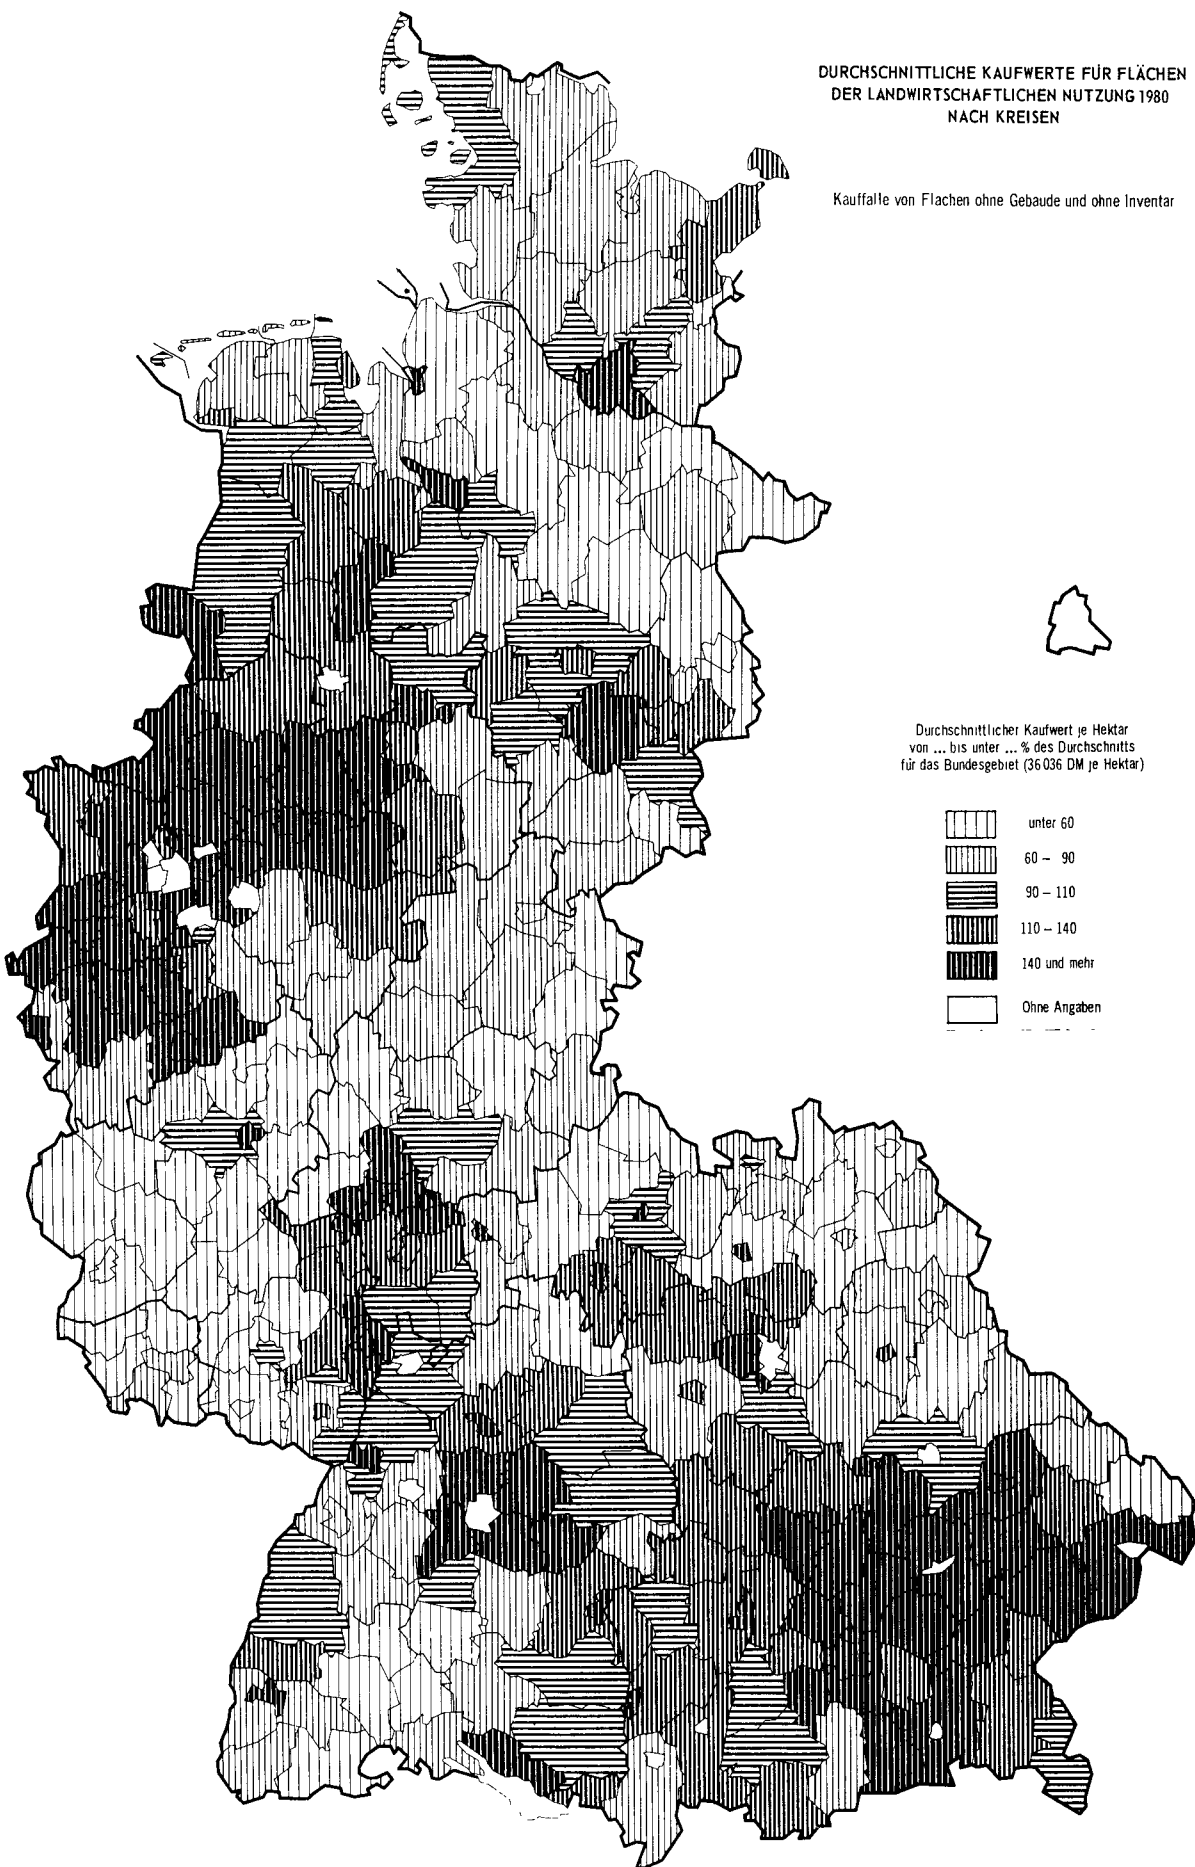 DURCHSCHNITTLICHE KAUFWERTE FÜR FLÄCHEN
DER LANDWIRTSCHAFTLICHEN NUTZUNG 1980
NACH KREISEN
Kauffalle von Flachen ohne Gebaude und ohne Inventar
Durchschnittlicher Kaufwert je Hektar
von ... bis unter ... % des Durchschnitts
für das Bundesgebiet (36 036 DM je Hektar)
unter 60
60 – 90
90 – 110
110 – 140
140 und mehr
Ohne Angaben